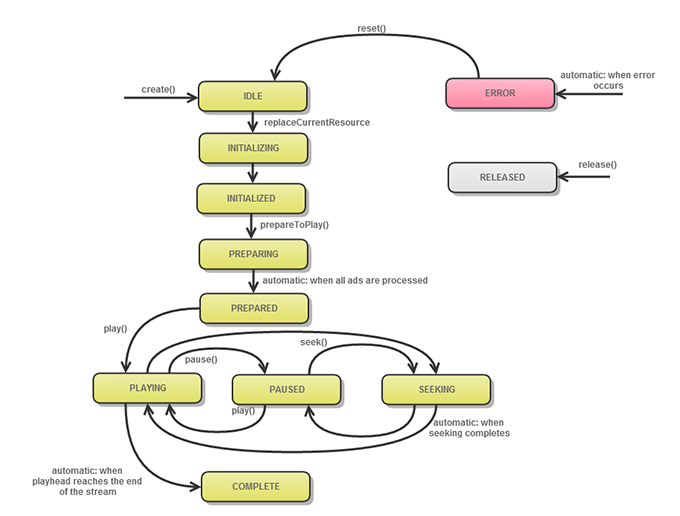 reset()
create()
IDLE
ERROR
automatic: when error
occurs
replaceCurrentResource
INITIALIZING
release()
RELEASED
INITIALIZED
prepareToPlay()
PREPARING
automatic: when all ads are processed
PREPARED
play()
seek()
pause()
PLAYING
PAUSED
SEEKING
play()
automatic: when
seeking completes
automatic: when
playhead reaches the end
of the stream
COMPLETE